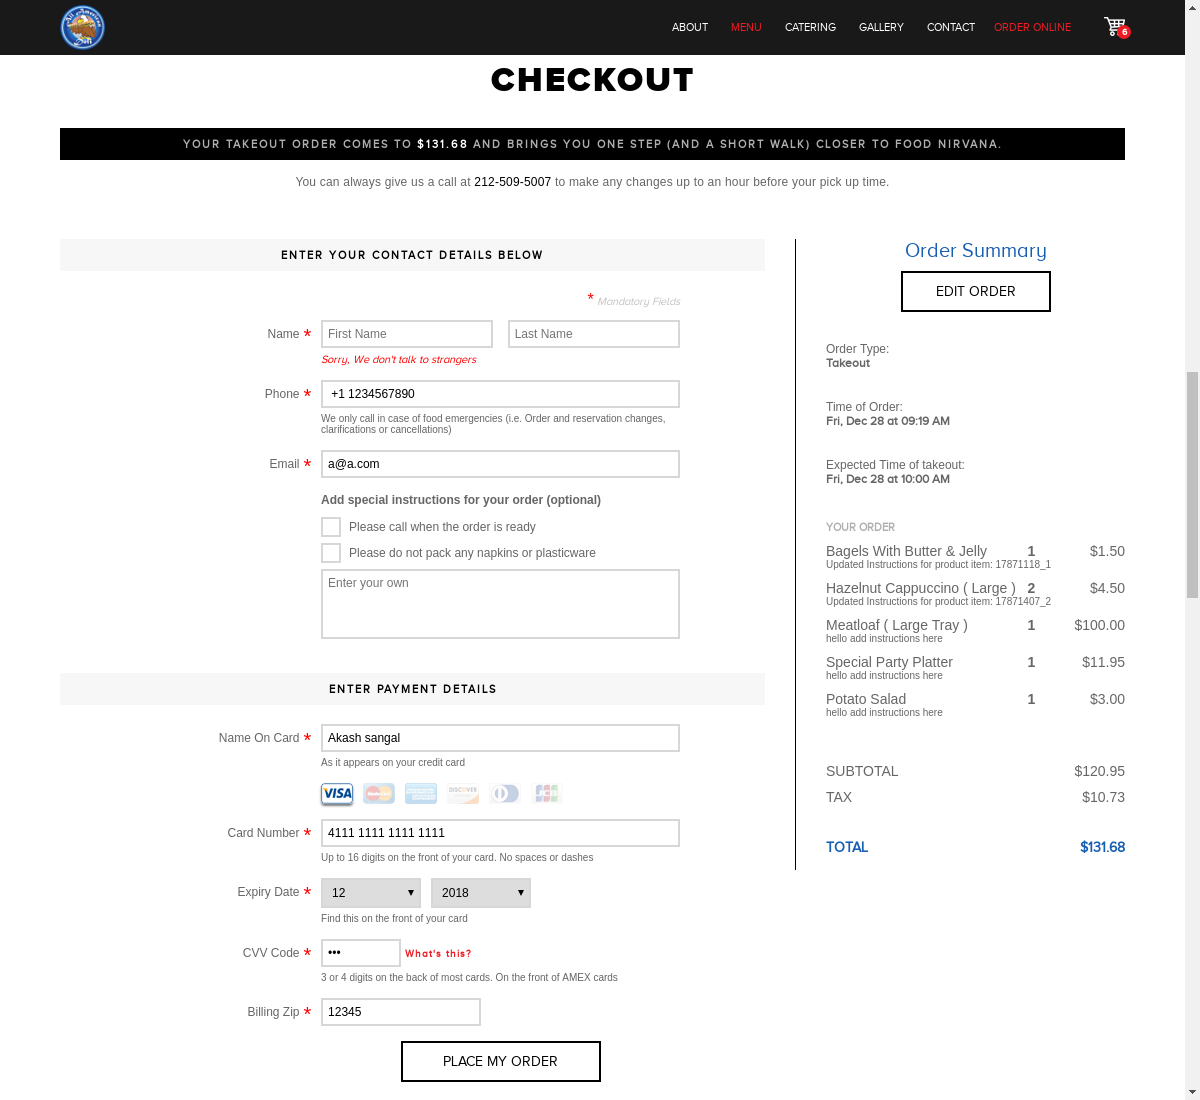 All American
Deli
ABOUT MENU CATERING GALLERY CONTACT ORDER ONLINE 6
CHECKOUT
YOUR TAKEOUT ORDER COMES TO $131.68 AND BRINGS YOU ONE STEP (AND A SHORT WALK) CLOSER TO FOOD NIRVANA.
You can always give us a call at 212-509-5007 to make any changes up to an hour before your pick up time.
ENTER YOUR CONTACT DETAILS BELOW
* Mandatory Fields
Name * First Name Last Name
Sorry, We don't talk to strangers
Phone * +1 1234567890
We only call in case of food emergencies (i.e. Order and reservation changes,
clarifications or cancellations)
Email * a@a.com
Add special instructions for your order (optional)
Please call when the order is ready
Please do not pack any napkins or plasticware
Enter your own
ENTER PAYMENT DETAILS
Name On Card * Akash sangal
As it appears on your credit card
VISA MasterCard DISCOVER JCB
Card Number * 4111 1111 1111 1111
Up to 16 digits on the front of your card. No spaces or dashes
Expiry Date * 12 2018
Find this on the front of your card
CVV Code * ••• What's this?
3 or 4 digits on the back of most cards. On the front of AMEX cards
Billing Zip * 12345
PLACE MY ORDER
Order Summary
EDIT ORDER
Order Type:
Takeout
Time of Order:
Fri, Dec 28 at 09:19 AM
Expected Time of takeout:
Fri, Dec 28 at 10:00 AM
YOUR ORDER
Bagels With Butter & Jelly 1 $1.50
Updated Instructions for product item: 17871118_1
Hazelnut Cappuccino ( Large ) 2 $4.50
Updated Instructions for product item: 17871407_2
Meatloaf ( Large Tray ) 1 $100.00
hello add instructions here
Special Party Platter 1 $11.95
hello add instructions here
Potato Salad 1 $3.00
hello add instructions here
SUBTOTAL $120.95
TAX $10.73
TOTAL $131.68